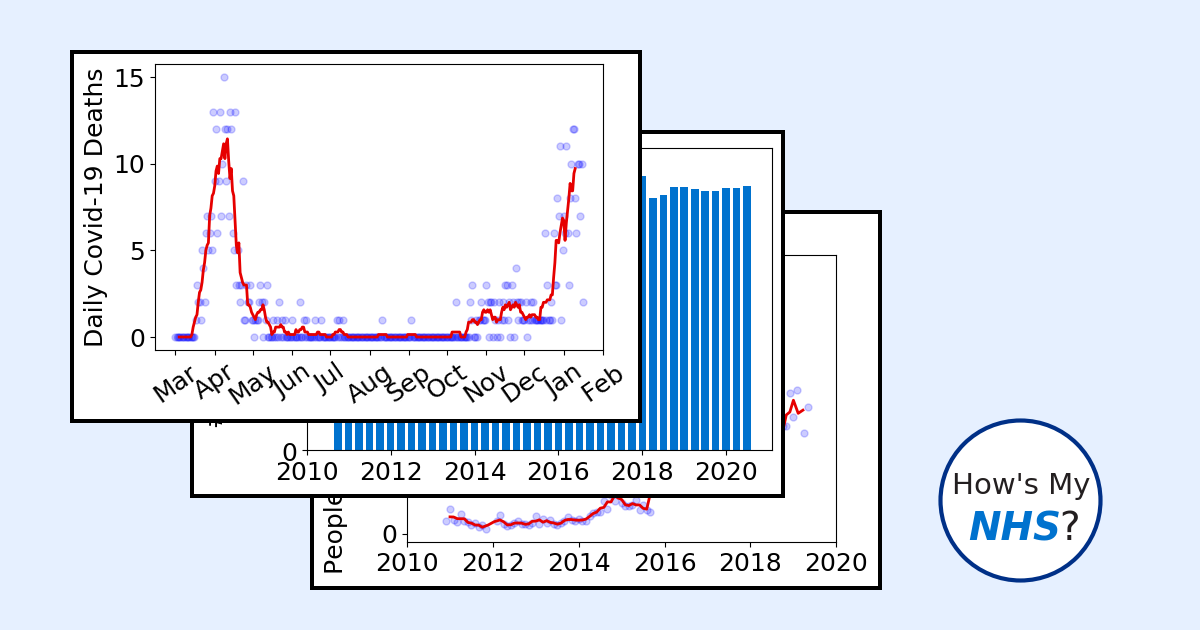 Daily Covid-19 Deaths
15
10
5
0
Mar Apr May Jun Jul Aug Sep Oct Nov Dec Jan Feb
0
2010 2012 2014 2016 2018 2020
People
0
2010 2012 2014 2016 2018 2020
How's My
NHS?